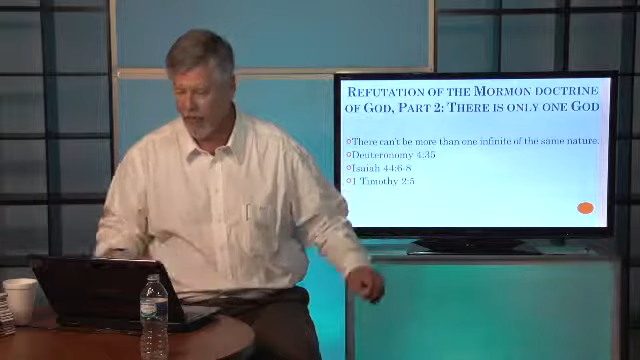 REFUTATION OF THE MORMON DOCTRINE
OF GOD, PART 2: THERE IS ONLY ONE GOD
There can't be more than one infinite of the same nature.
Deuteronomy 4:35
Isaiah 44:6-8
1 Timothy 2:5